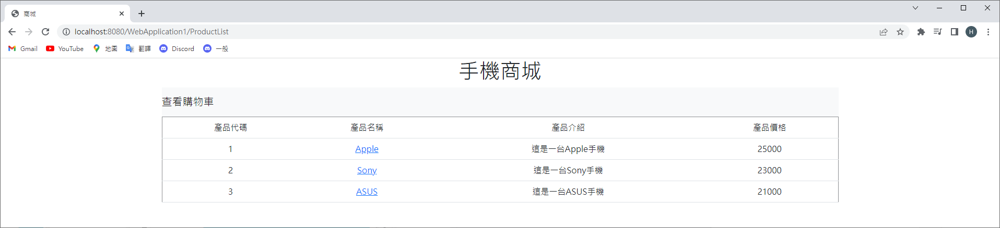 商城
localhost:8080/WebApplication1/ProductList
H
Gmail YouTube 地圖 翻譯 Discord 一般
手機商城
查看購物車
產品代碼 產品名稱 產品介紹 產品價格
1 Apple 這是一台Apple手機 25000
2 Sony 這是一台Sony手機 23000
3 ASUS 這是一台ASUS手機 21000